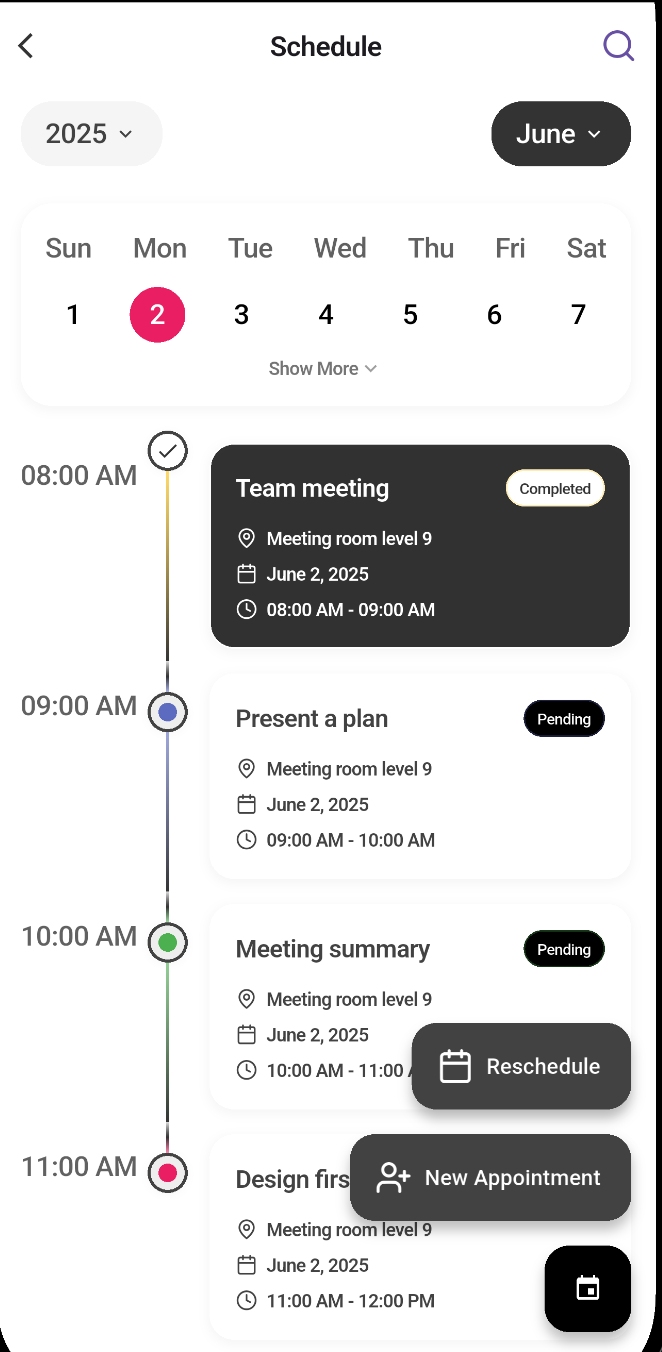 Schedule
2025
June
Sun Mon Tue Wed Thu Fri Sat
1 2 3 4 5 6 7
Show More
08:00 AM
Team meeting
Completed
Meeting room level 9
June 2, 2025
08:00 AM - 09:00 AM
09:00 AM
Present a plan
Pending
Meeting room level 9
June 2, 2025
09:00 AM - 10:00 AM
10:00 AM
Meeting summary
Pending
Meeting room level 9
June 2, 2025
10:00 AM - 11:00
Reschedule
11:00 AM
Design
New Appointment
Meeting room level 9
June 2, 2025
11:00 AM - 12:00 PM